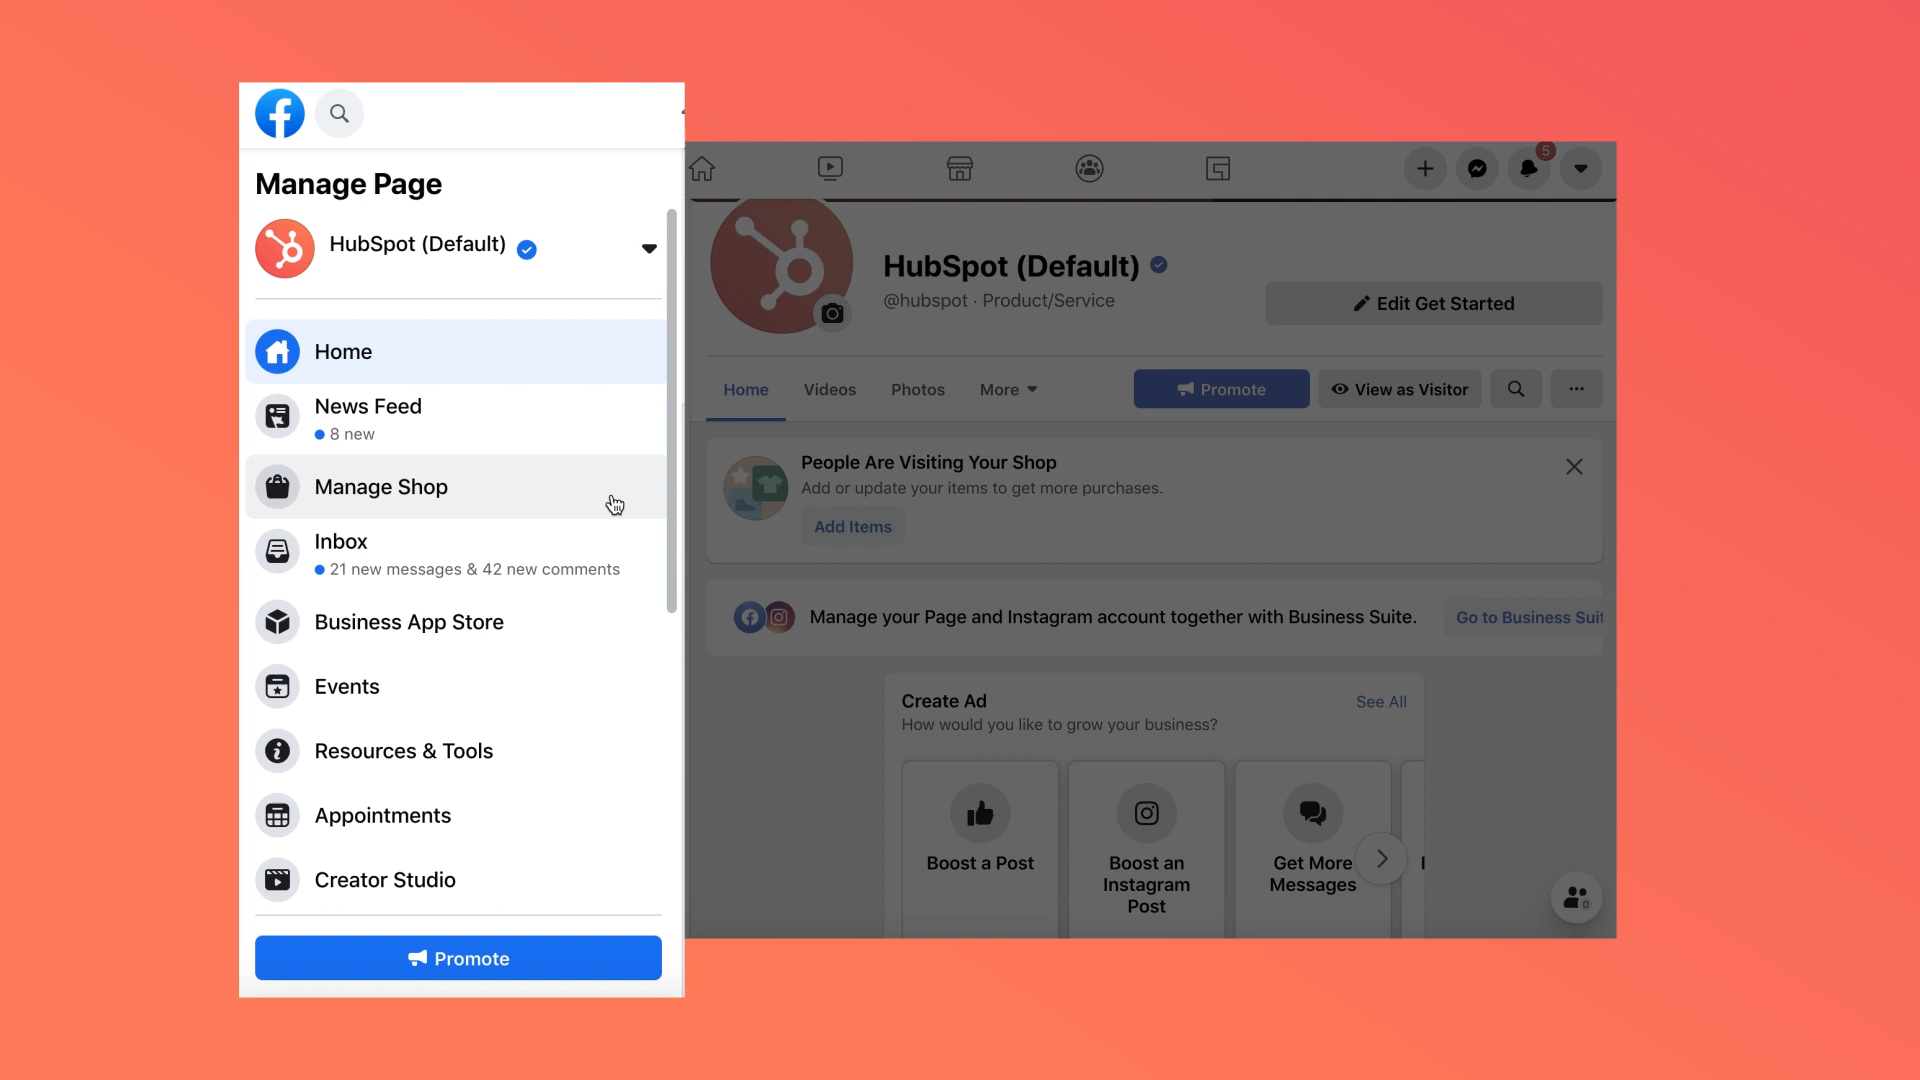 Manage Page
HubSpot (Default)
Home
News Feed
8 new
Manage Shop
Inbox
21 new messages & 42 new comments
Business App Store
Events
Resources & Tools
Appointments
Creator Studio
Promote
5
HubSpot (Default)
@hubspot · Product/Service
Edit Get Started
Home Videos Photos More
Promote
View as Visitor
People Are Visiting Your Shop
Add or update your items to get more purchases.
Add Items
Manage your Page and Instagram account together with Business Suite.
Go to Business Suit
Create Ad
See All
How would you like to grow your business?
Boost a Post
Boost an
Instagram
Post
Get More
Messages
0